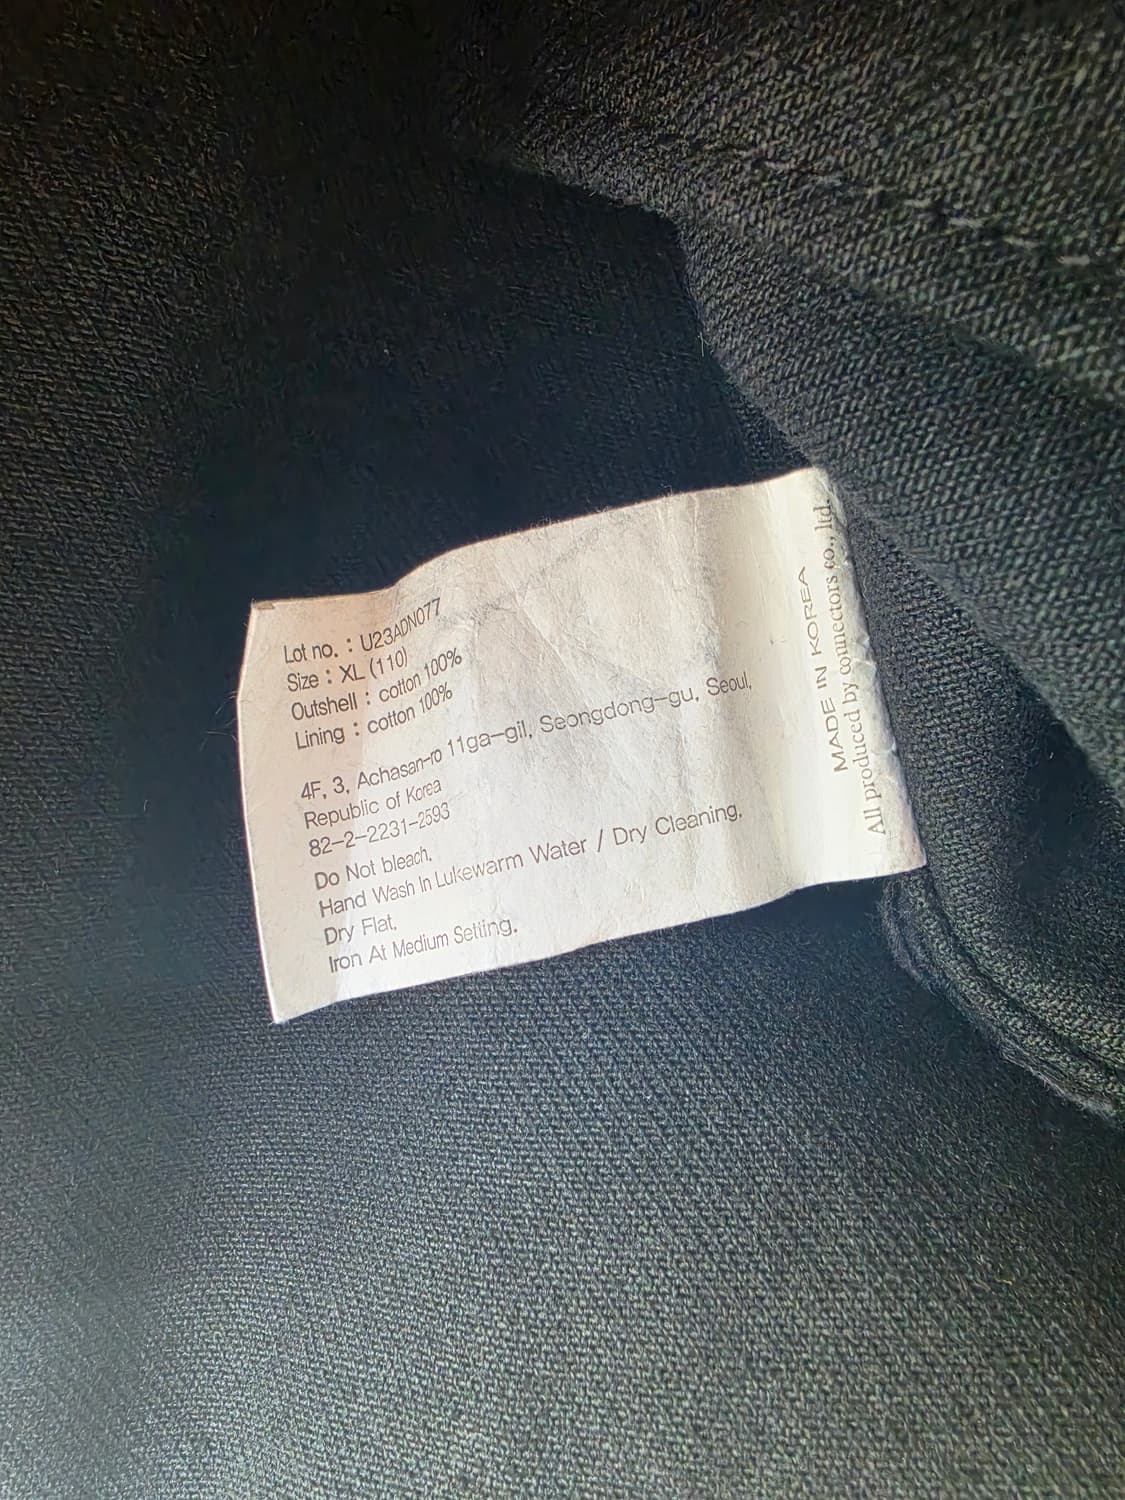 Lot no. : U23ADN077
Size : XL (110)
Outshell : cotton 100%
Lining : cotton 100%
4F, 3, Achasan-ro 11ga-gil, Seongdong-gu, Seoul,
Republic of Korea
82-2-2231-2593
Do Not bleach.
Hand Wash In Lukewarm Water / Dry Cleaning.
Dry Flat.
Iron At Medium Setting.
MADE IN KOREA
All produced by connectors co., ltd.